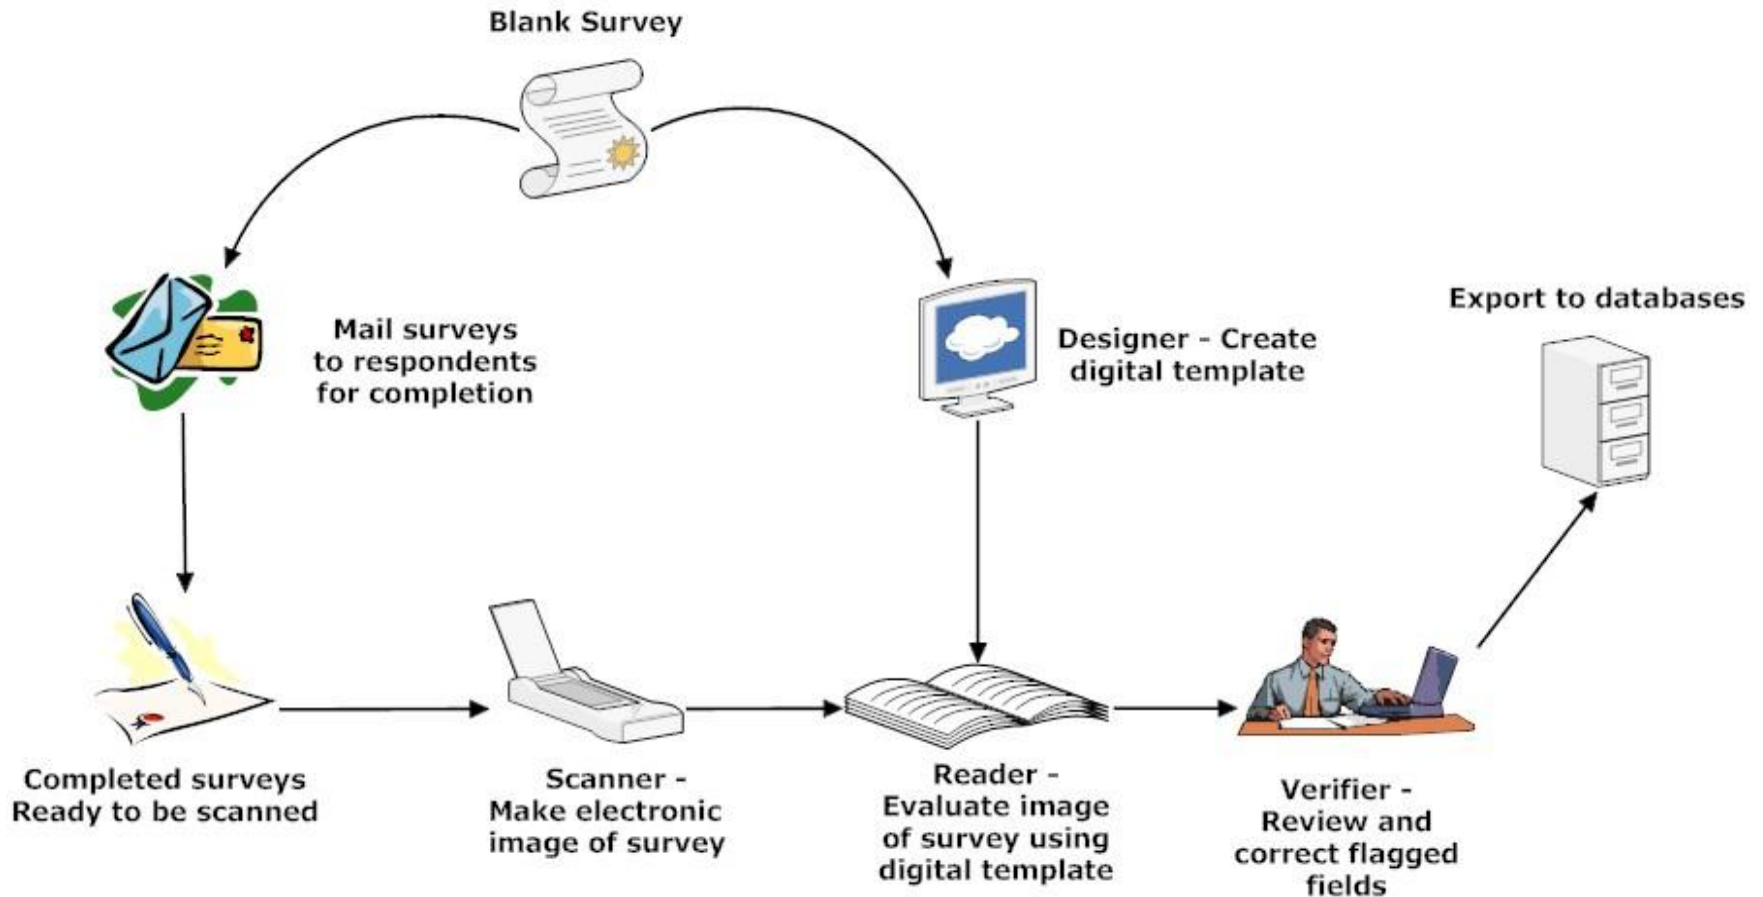 Blank Survey
Mail surveys
to respondents
for completion
Designer - Create
digital template
Export to databases
Completed surveys
Ready to be scanned
Scanner -
Make electronic
image of survey
Reader -
Evaluate image
of survey using
digital template
Verifier -
Review and
correct flagged
fields